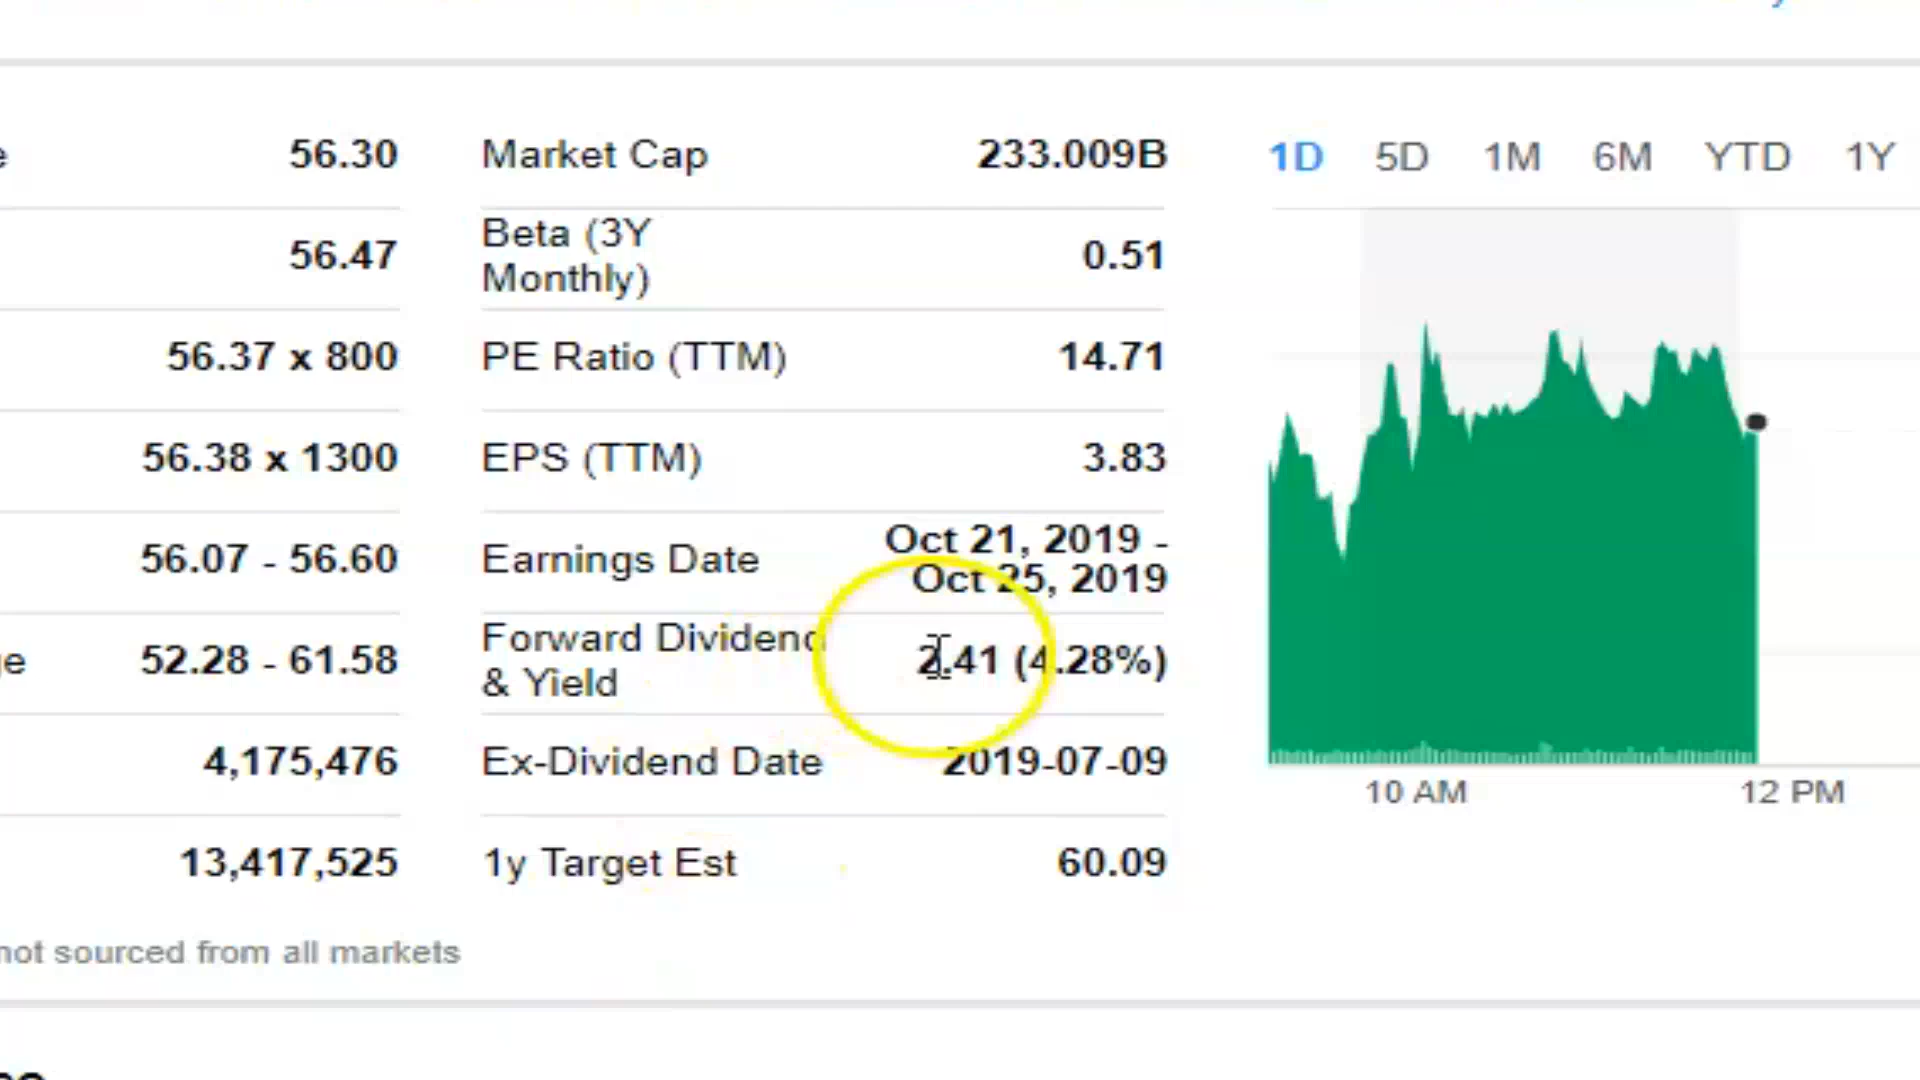 56.30 Market Cap 233.009B
1D 5D 1M 6M YTD 1Y
56.47 Beta (3Y
Monthly) 0.51
56.37 x 800 PE Ratio (TTM) 14.71
56.38 x 1300 EPS (TTM) 3.83
56.07 - 56.60 Earnings Date Oct 21, 2019 -
Oct 25, 2019
52.28 - 61.58 Forward Dividend
& Yield 2.41 (4.28%)
4,175,476 Ex-Dividend Date 2019-07-09
10 AM 12 PM
13,417,525 1y Target Est 60.09
not sourced from all markets